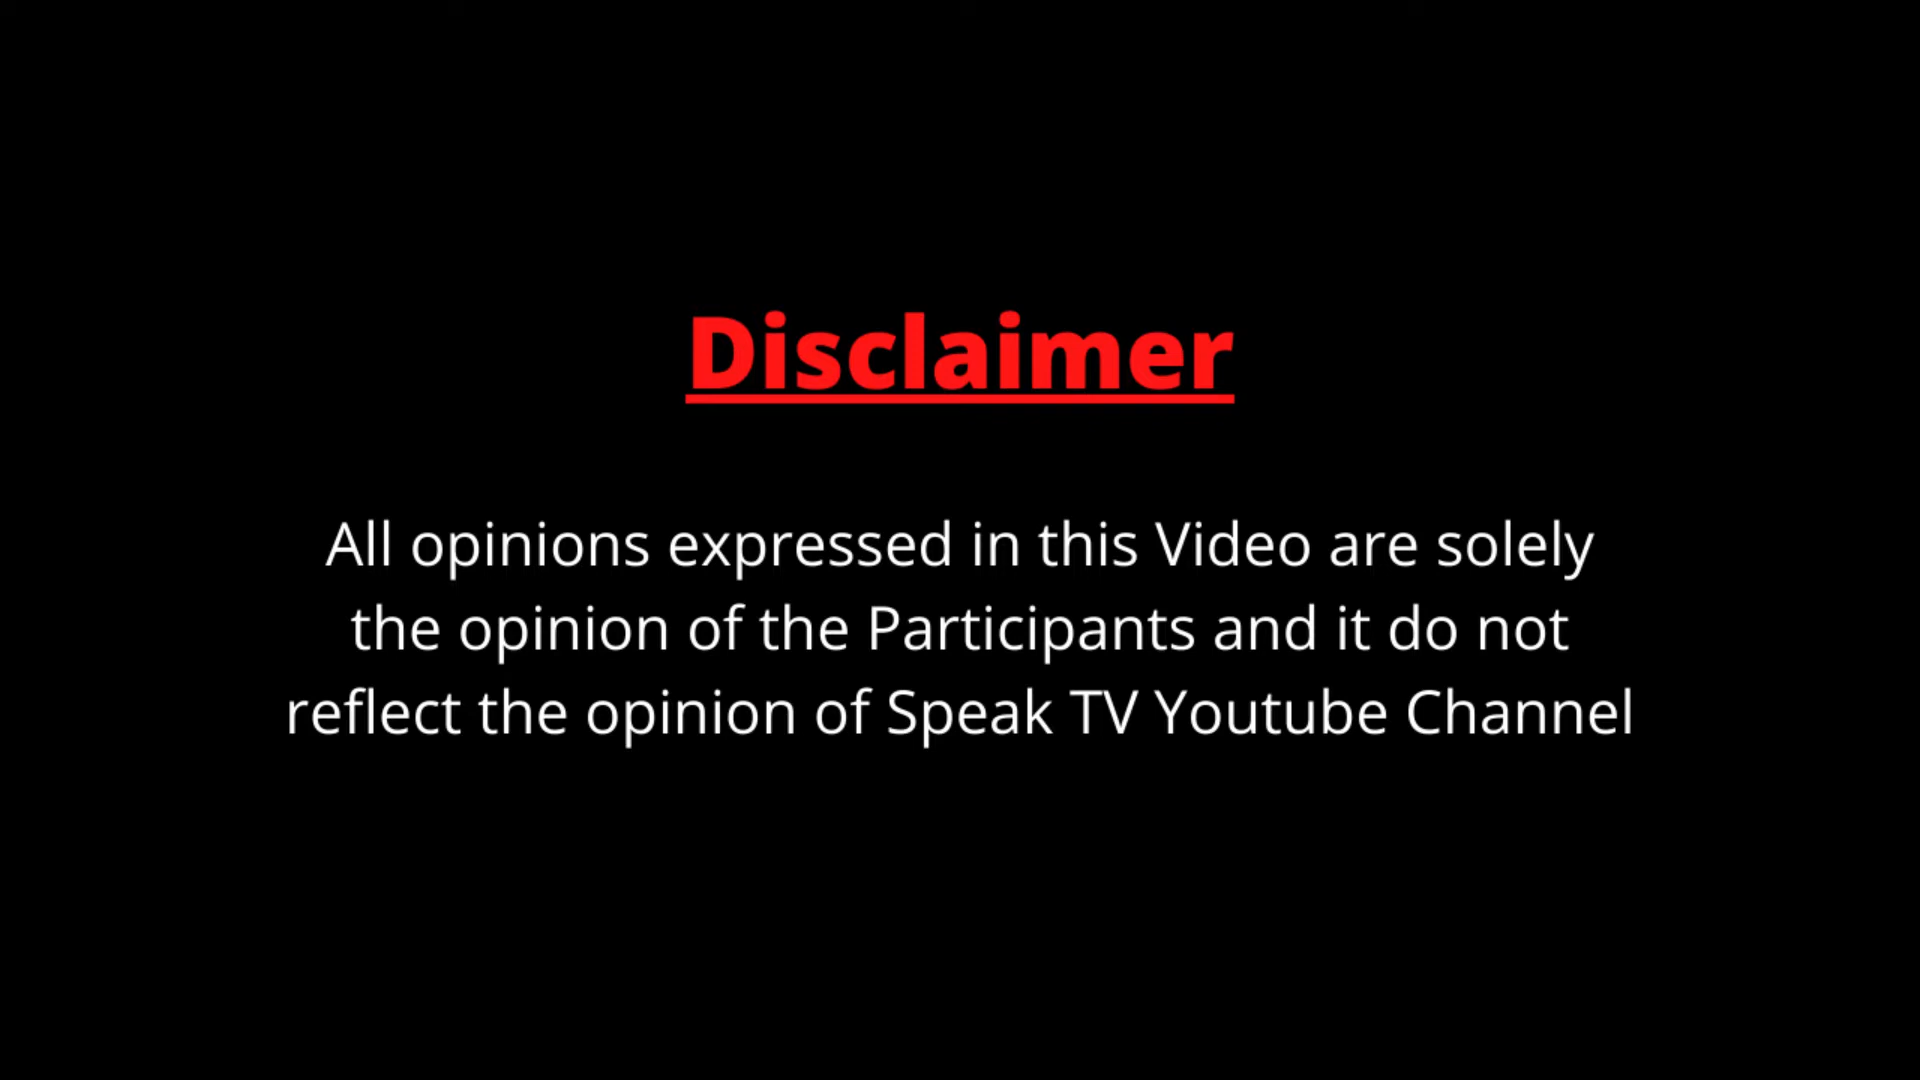 Disclaimer
All opinions expressed in this Video are solely
the opinion of the Participants and it do not
reflect the opinion of Speak TV Youtube Channel